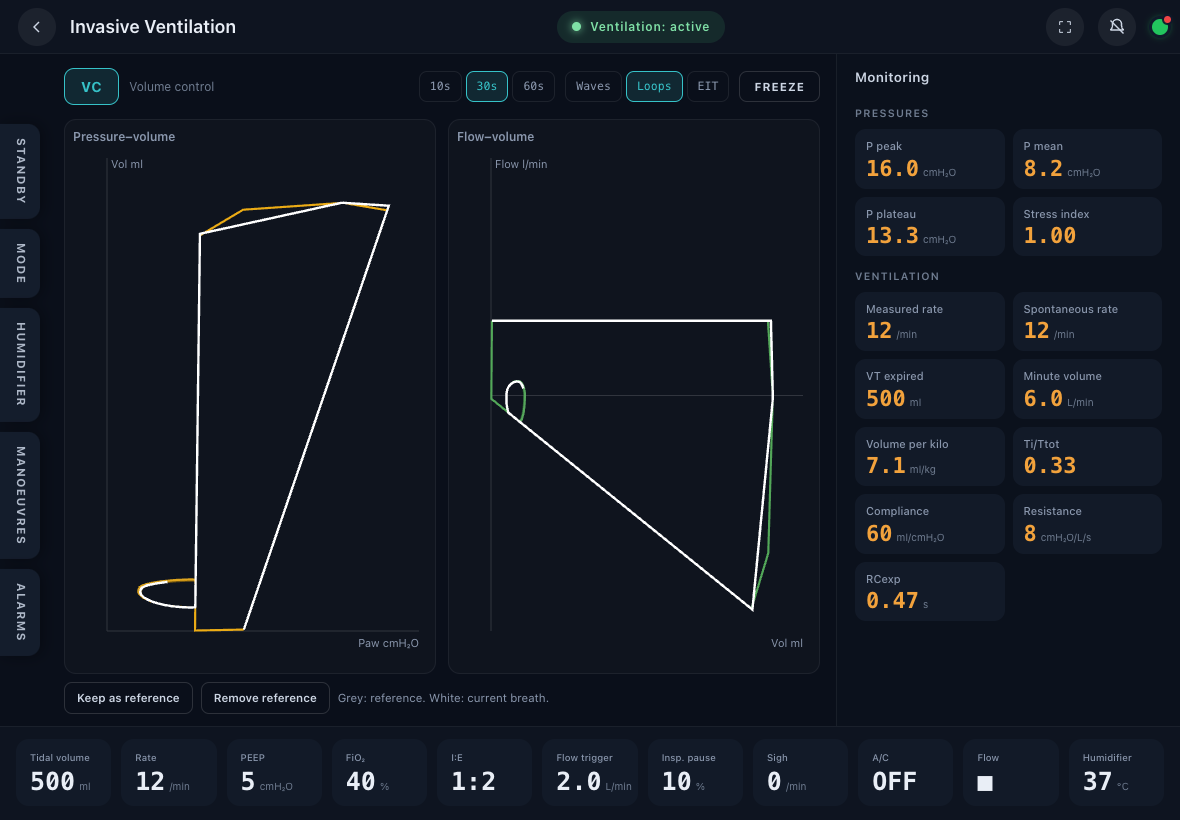 Invasive Ventilation
Ventilation: active
VC
Volume control
10s
30s
60s
Waves
Loops
EIT
FREEZE
STANDBY
MODE
HUMIDIFIER
MANOEUVRES
ALARMS
Pressure–volume
Vol ml
Paw cmH₂O
Flow–volume
Flow l/min
Vol ml
Keep as reference
Remove reference
Grey: reference. White: current breath.
Monitoring
PRESSURES
P peak
16.0 cmH₂O
P mean
8.2 cmH₂O
P plateau
13.3 cmH₂O
Stress index
1.00
VENTILATION
Measured rate
12 /min
Spontaneous rate
12 /min
VT expired
500 ml
Minute volume
6.0 L/min
Volume per kilo
7.1 ml/kg
Ti/Ttot
0.33
Compliance
60 ml/cmH₂O
Resistance
8 cmH₂O/L/s
RCexp
0.47 s
Tidal volume
500 ml
Rate
12 /min
PEEP
5 cmH₂O
FiO₂
40 %
I:E
1:2
Flow trigger
2.0 L/min
Insp. pause
10 %
Sigh
0 /min
A/C
OFF
Flow
■
Humidifier
37 °C